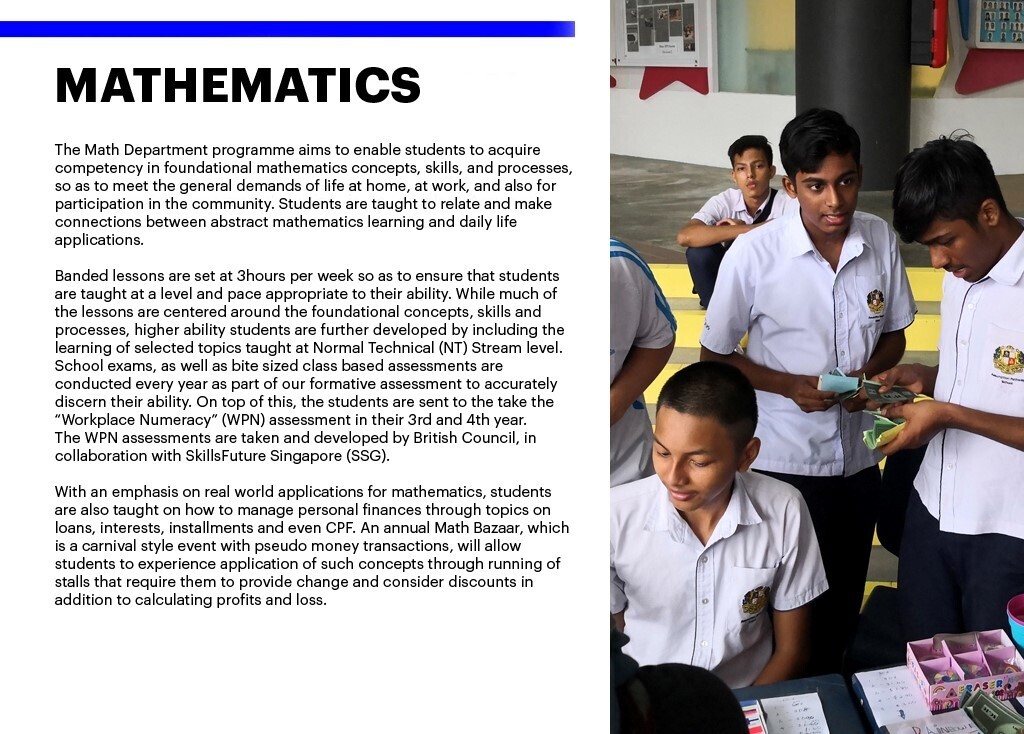 MATHEMATICS
The Math Department programme aims to enable students to acquire
competency in foundational mathematics concepts, skills, and processes,
so as to meet the general demands of life at home, at work, and also for
participation in the community. Students are taught to relate and make
connections between abstract mathematics learning and daily life
applications.
Banded lessons are set at 3hours per week so as to ensure that students
are taught at a level and pace appropriate to their ability. While much of
the lessons are centered around the foundational concepts, skills and
processes, higher ability students are further developed by including the
learning of selected topics taught at Normal Technical (NT) Stream level.
School exams, as well as bite sized class based assessments are
conducted every year as part of our formative assessment to accurately
discern their ability. On top of this, the students are sent to the take the
“Workplace Numeracy” (WPN) assessment in their 3rd and 4th year.
The WPN assessments are taken and developed by British Council, in
collaboration with SkillsFuture Singapore (SSG).
With an emphasis on real world applications for mathematics, students
are also taught on how to manage personal finances through topics on
loans, interests, installments and even CPF. An annual Math Bazaar, which
is a carnival style event with pseudo money transactions, will allow
students to experience application of such concepts through running of
stalls that require them to provide change and consider discounts in
addition to calculating profits and loss.
ERASER